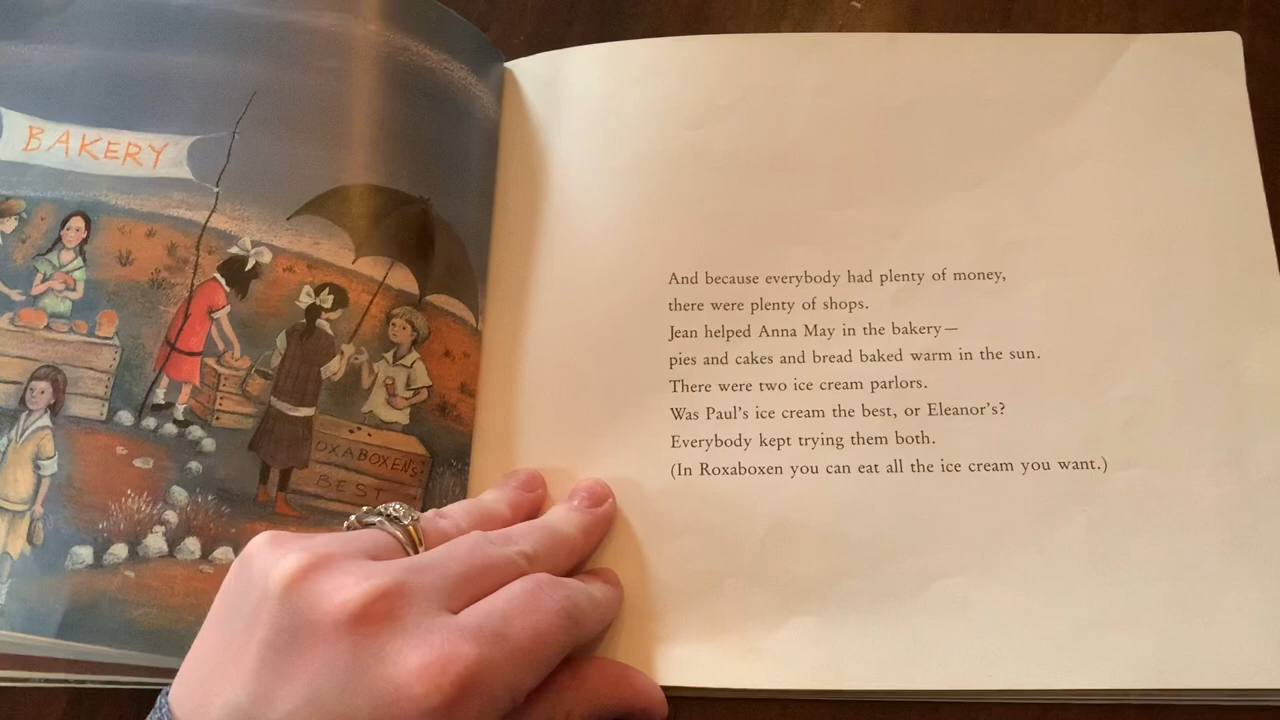 BAKERY
OXABOXEN'S
BEST
And because everybody had plenty of money,
there were plenty of shops.
Jean helped Anna May in the bakery—
pies and cakes and bread baked warm in the sun.
There were two ice cream parlors.
Was Paul's ice cream the best, or Eleanor's?
Everybody kept trying them both.
(In Roxaboxen you can eat all the ice cream you want.)